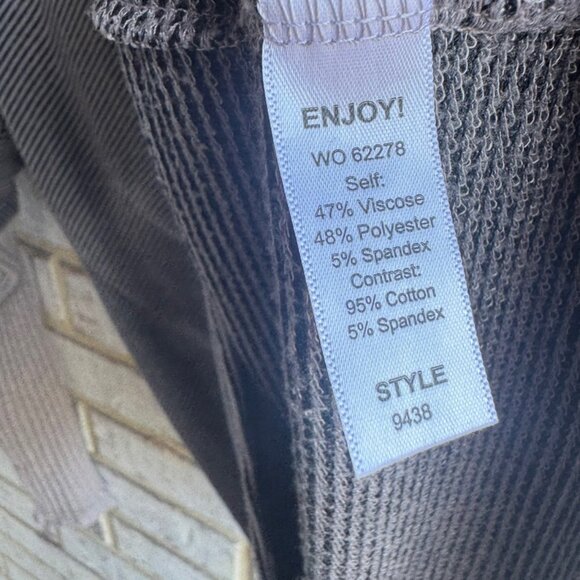 ENJOY!
WO 62278
Self:
47% Viscose
48% Polyester
5% Spandex
Contrast:
95% Cotton
5% Spandex
STYLE
9438